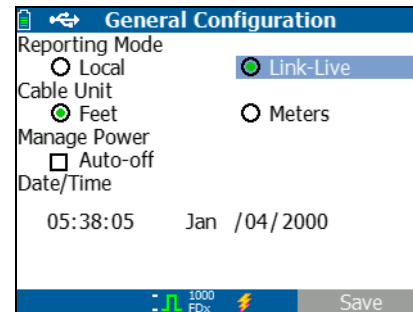 General Configuration
Reporting Mode
Local Link-Live
Cable Unit
Feet Meters
Manage Power
Auto-off
Date/Time
05:38:05 Jan /04/2000
1000
FDx
Save